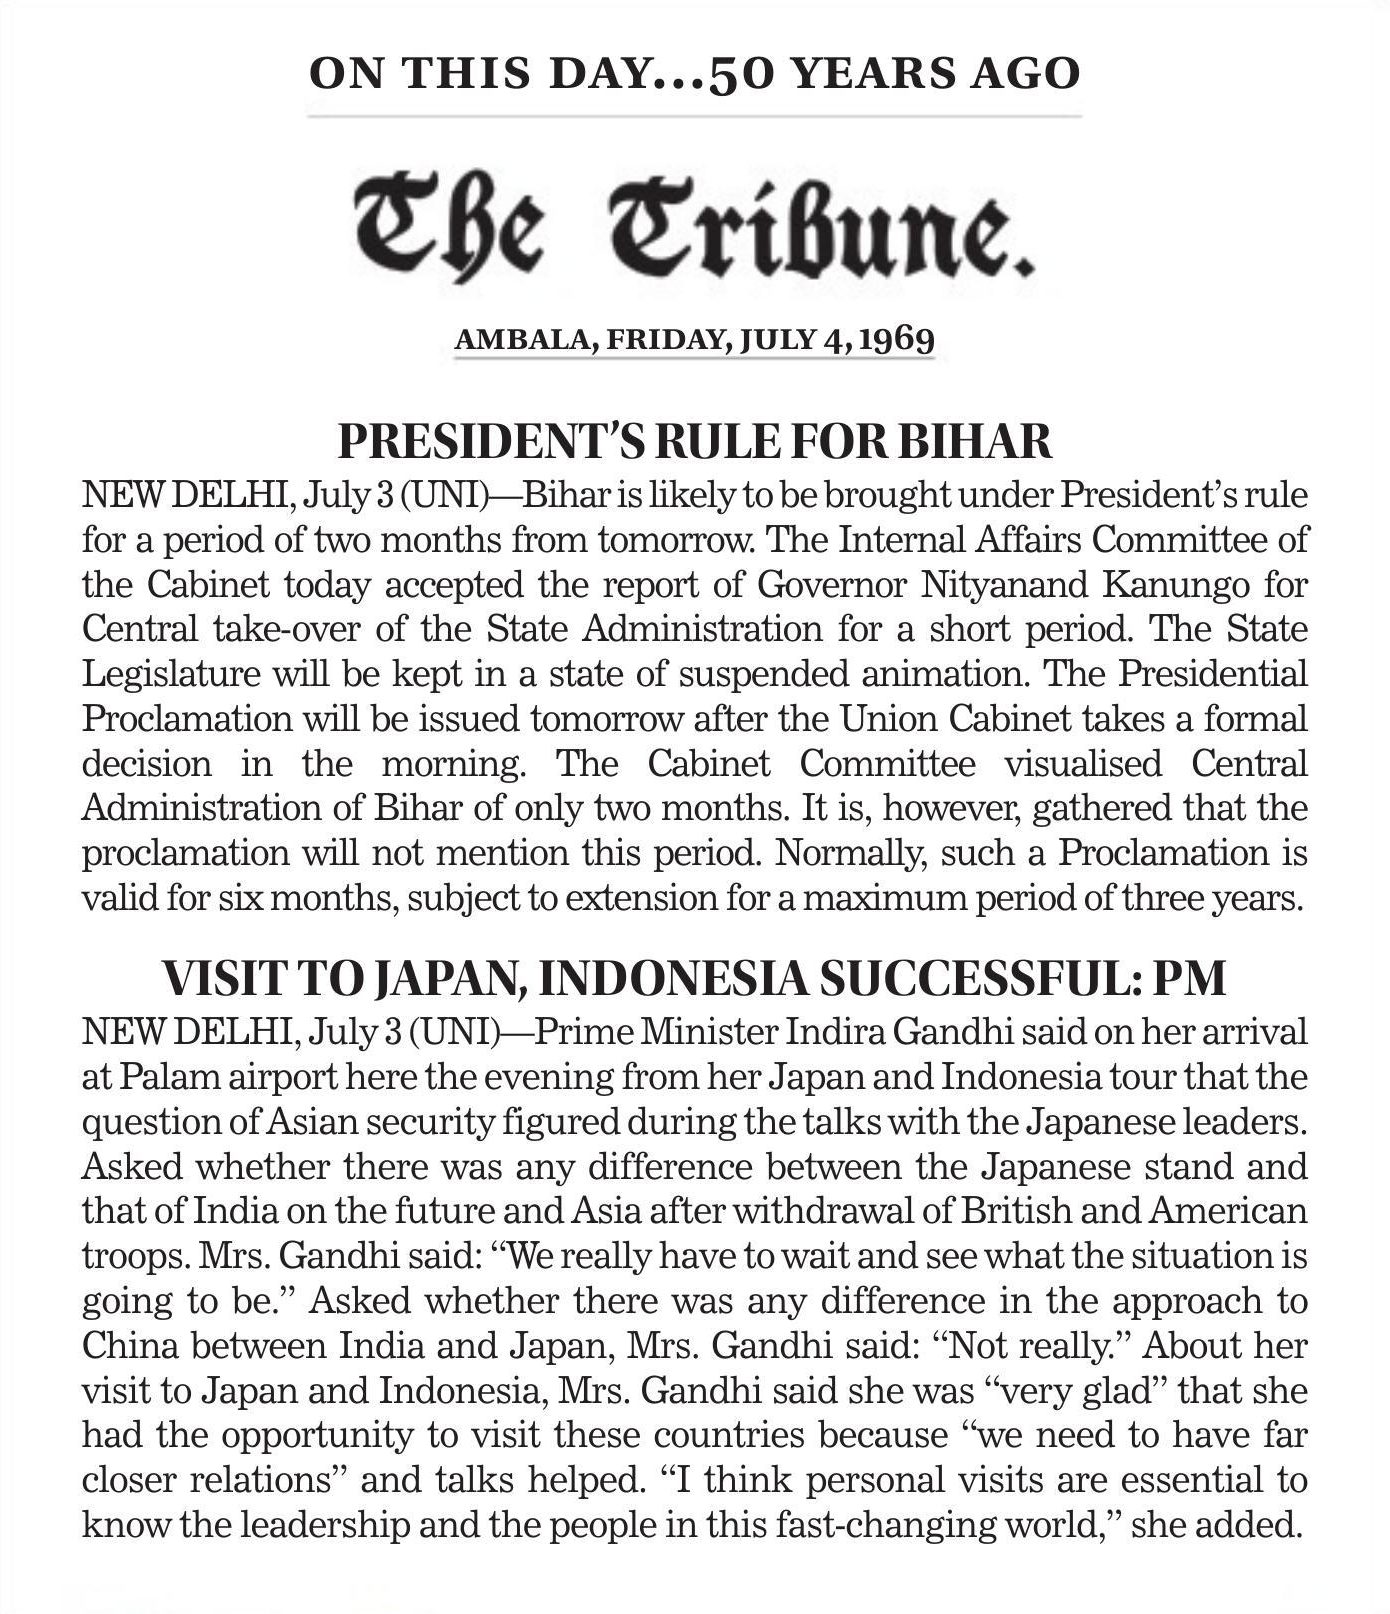 ON THIS DAY...50 YEARS AGO
The Tribune.
AMBALA, FRIDAY, JULY 4, 1969
PRESIDENT’S RULE FOR BIHAR
NEW DELHI, July 3 (UNI)—Bihar is likely to be brought under President’s rule
for a period of two months from tomorrow. The Internal Affairs Committee of
the Cabinet today accepted the report of Governor Nityanand Kanungo for
Central take-over of the State Administration for a short period. The State
Legislature will be kept in a state of suspended animation. The Presidential
Proclamation will be issued tomorrow after the Union Cabinet takes a formal
decision in the morning. The Cabinet Committee visualised Central
Administration of Bihar of only two months. It is, however, gathered that the
proclamation will not mention this period. Normally, such a Proclamation is
valid for six months, subject to extension for a maximum period of three years.
VISIT TO JAPAN, INDONESIA SUCCESSFUL: PM
NEW DELHI, July 3 (UNI)—Prime Minister Indira Gandhi said on her arrival
at Palam airport here the evening from her Japan and Indonesia tour that the
question of Asian security figured during the talks with the Japanese leaders.
Asked whether there was any difference between the Japanese stand and
that of India on the future and Asia after withdrawal of British and American
troops. Mrs. Gandhi said: “We really have to wait and see what the situation is
going to be.” Asked whether there was any difference in the approach to
China between India and Japan, Mrs. Gandhi said: “Not really.” About her
visit to Japan and Indonesia, Mrs. Gandhi said she was “very glad” that she
had the opportunity to visit these countries because “we need to have far
closer relations” and talks helped. “I think personal visits are essential to
know the leadership and the people in this fast-changing world,” she added.